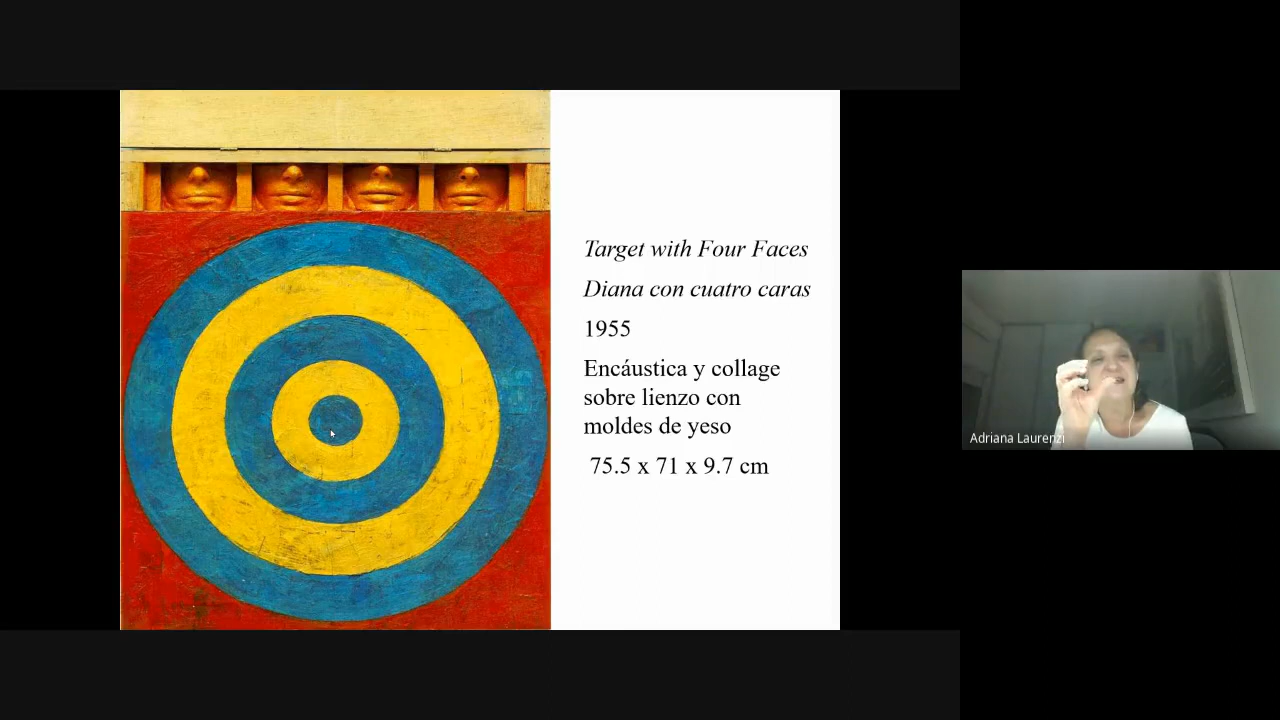 Target with Four Faces
Diana con cuatro caras
1955
Encáustica y collage
sobre lienzo con
moldes de yeso
75.5 x 71 x 9.7 cm
Adriana Laurenzi